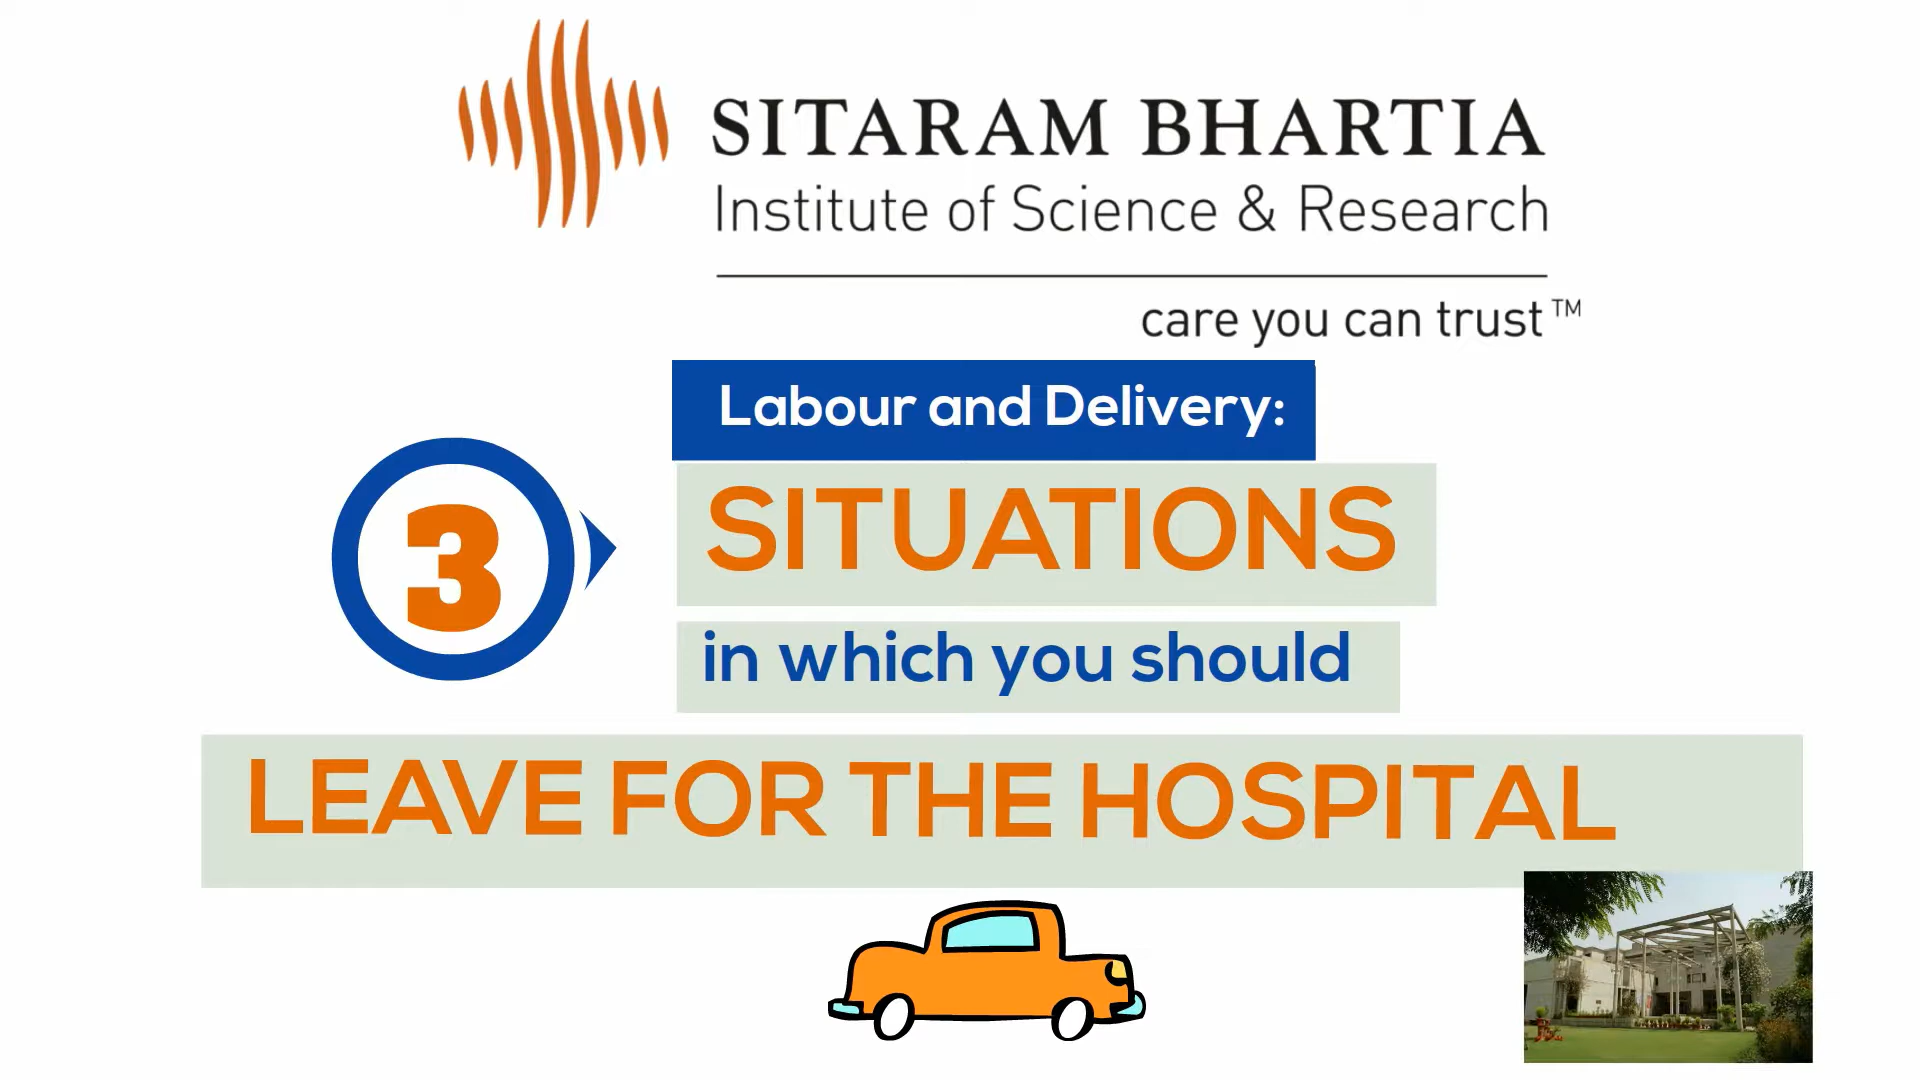 SITARAM BHARTIA
Institute of Science & Research
care you can trust™
Labour and Delivery:
3
SITUATIONS
in which you should
LEAVE FOR THE HOSPITAL